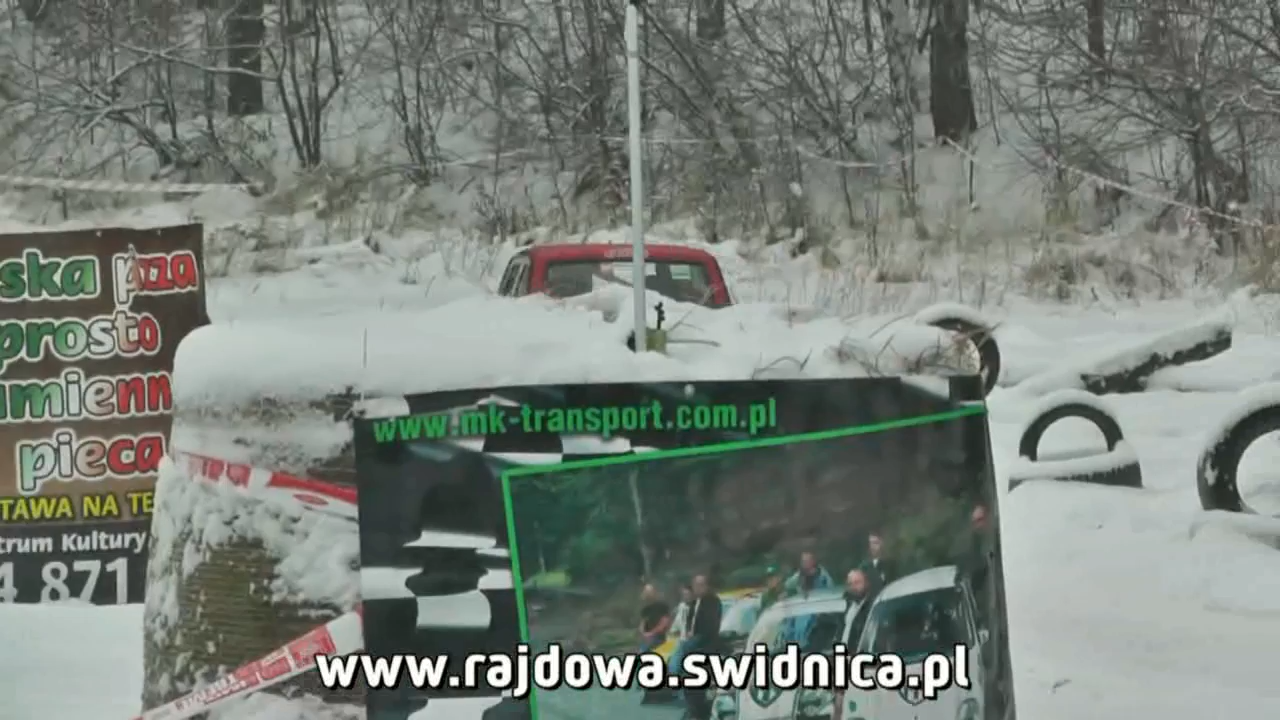 ska pizza
prosto
mienn
pieca
TAWA NA TE
trum Kultury
4 871
www.mk-transport.com.pl
www.rajdowa.swidnica.pl